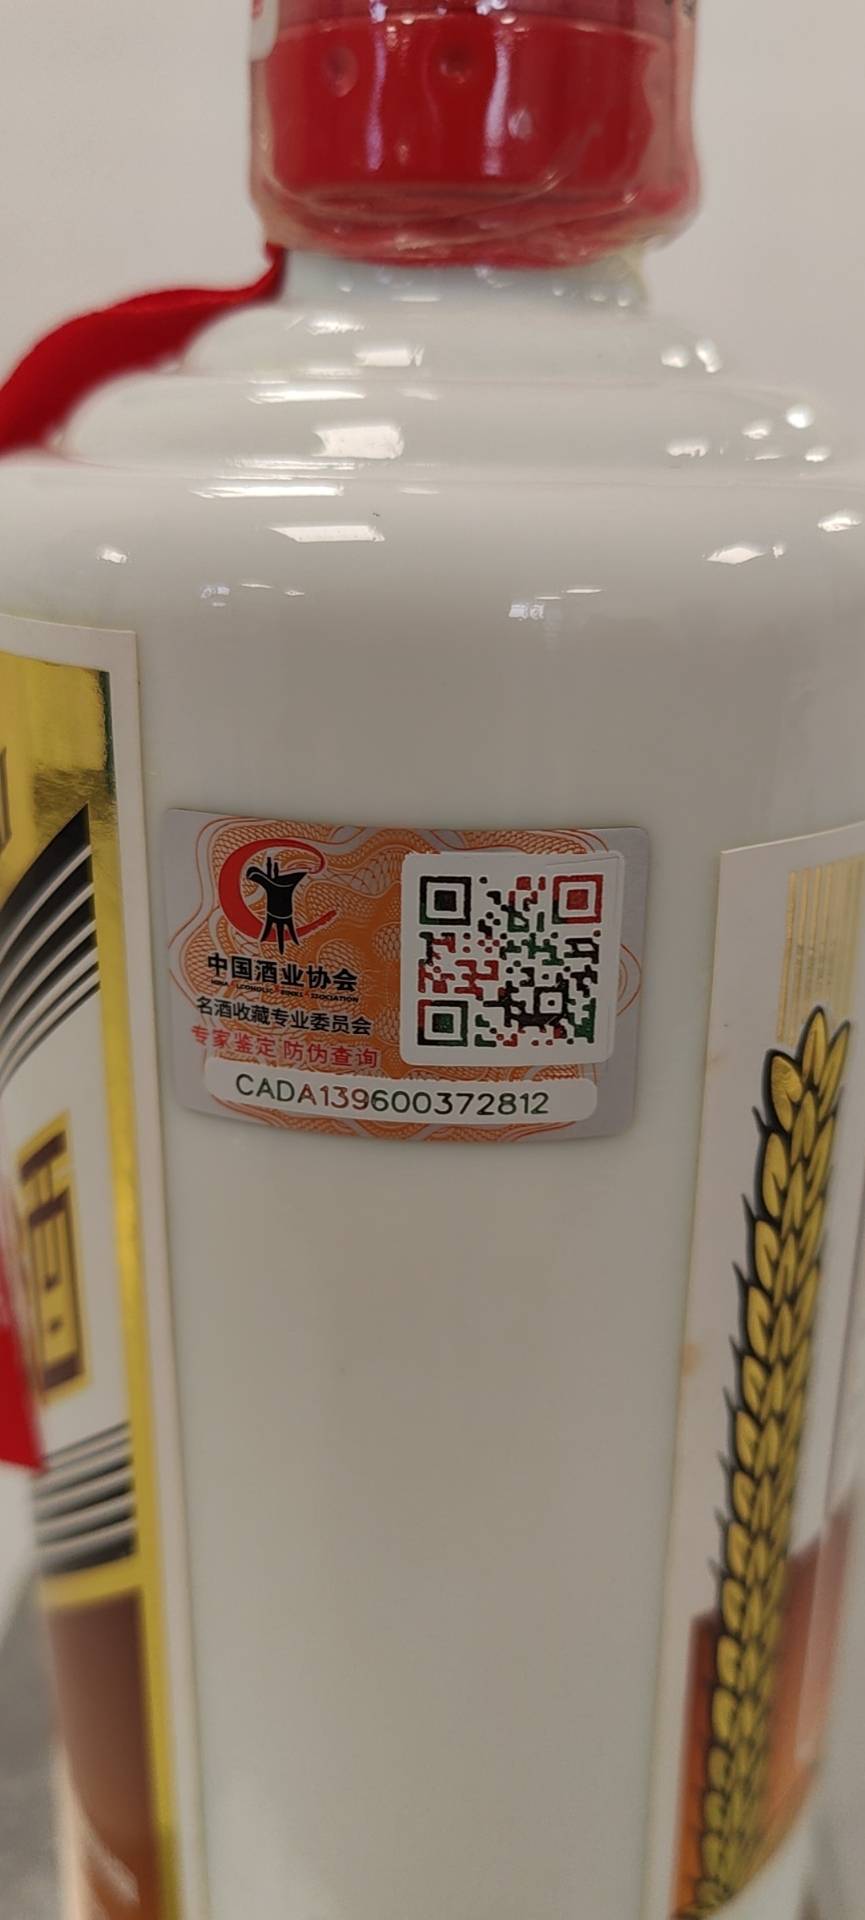 中国酒业协会
名酒收藏专业委员会
专家鉴定 防伪查询
CADA139600372812